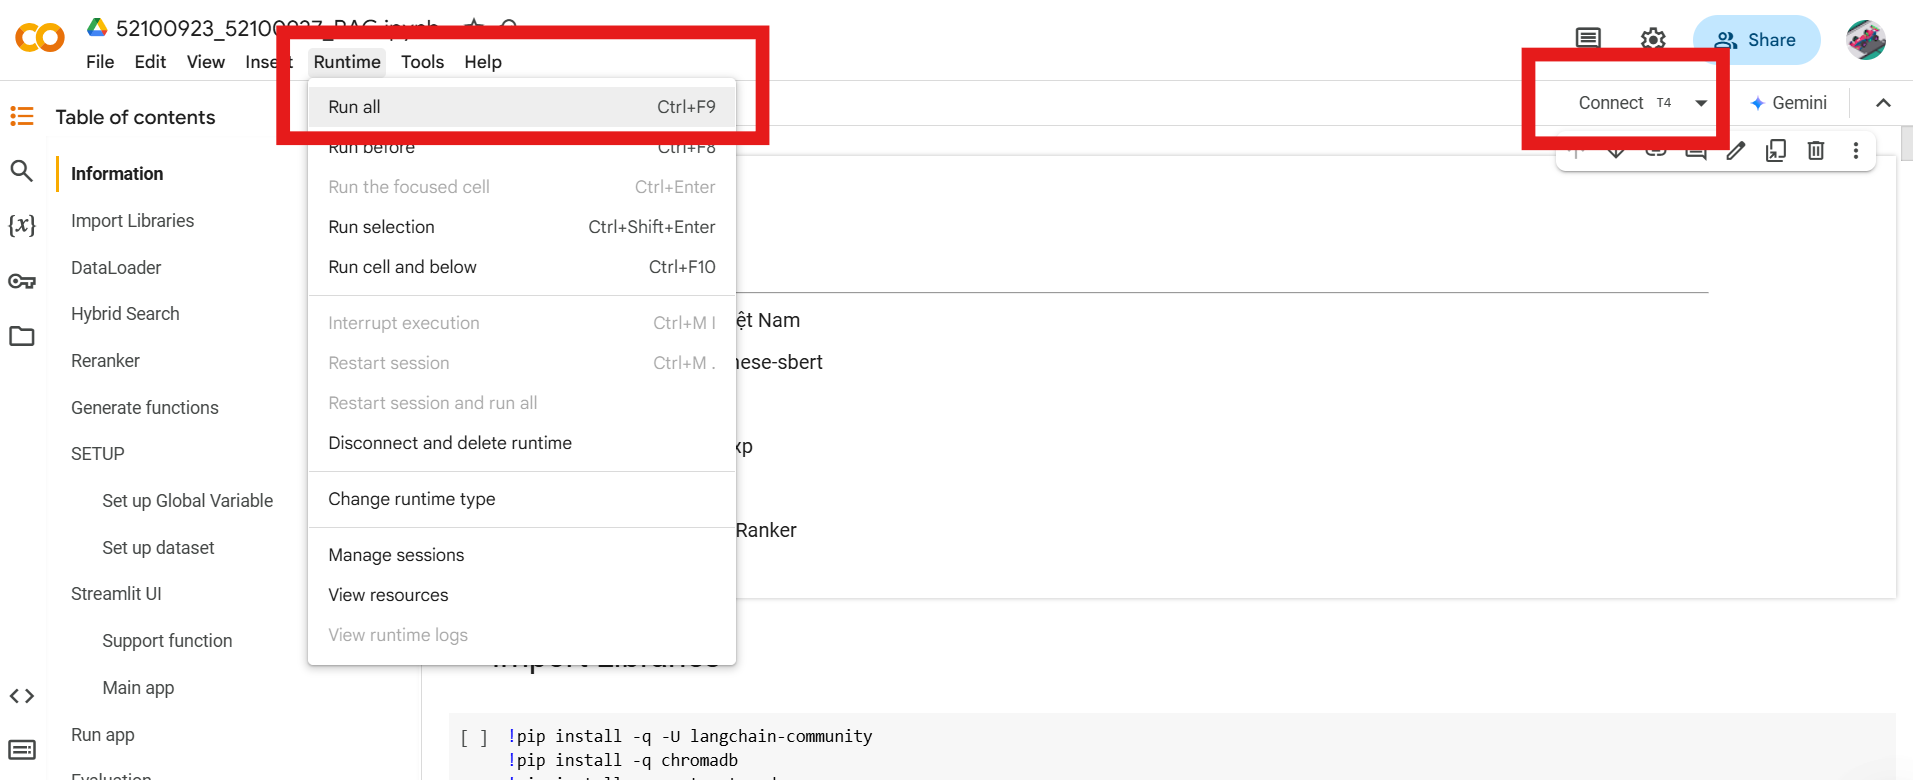 File Edit View Insert Runtime Tools Help
Share
Connect T4
Gemini
Table of contents
Information
Import Libraries
DataLoader
Hybrid Search
Reranker
Generate functions
SETUP
Set up Global Variable
Set up dataset
Streamlit UI
Support function
Main app
Run app
Evaluation
Run all Ctrl+F9
Run before Ctrl+F8
Run the focused cell Ctrl+Enter
Run selection Ctrl+Shift+Enter
Run cell and below Ctrl+F10
Interrupt execution Ctrl+M I
Restart session Ctrl+M .
Restart session and run all
Disconnect and delete runtime
Change runtime type
Manage sessions
View resources
View runtime logs
ệt Nam
nese-sbert
xp
Ranker
Import Libraries
[ ] !pip install -q -U langchain-community
!pip install -q chromadb